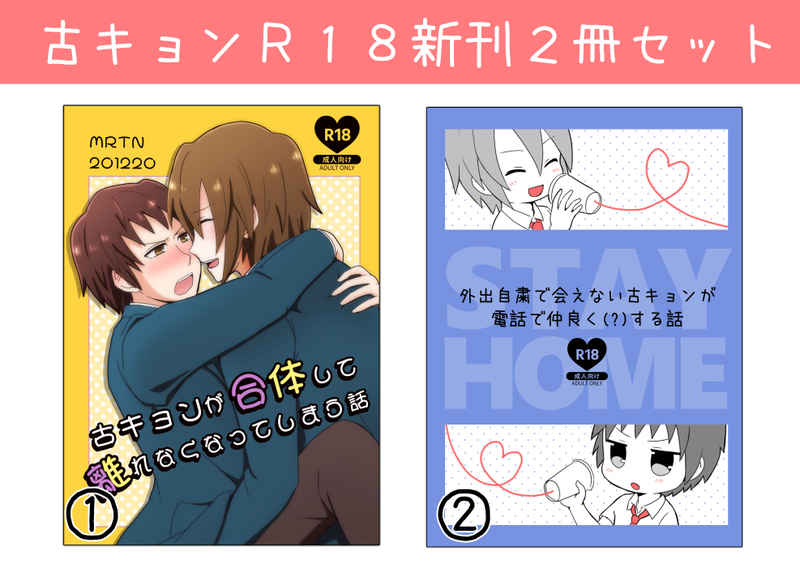 古キョンR18新刊2冊セット
MRTN
201220
R18
成人向け
ADULT ONLY
古キョンが合体して
離れなくなってしまう話
①
STAY
外出自粛で会えない古キョンが
電話で仲良く(?)する話
R18
成人向け
ADULT ONLY
HOME
②